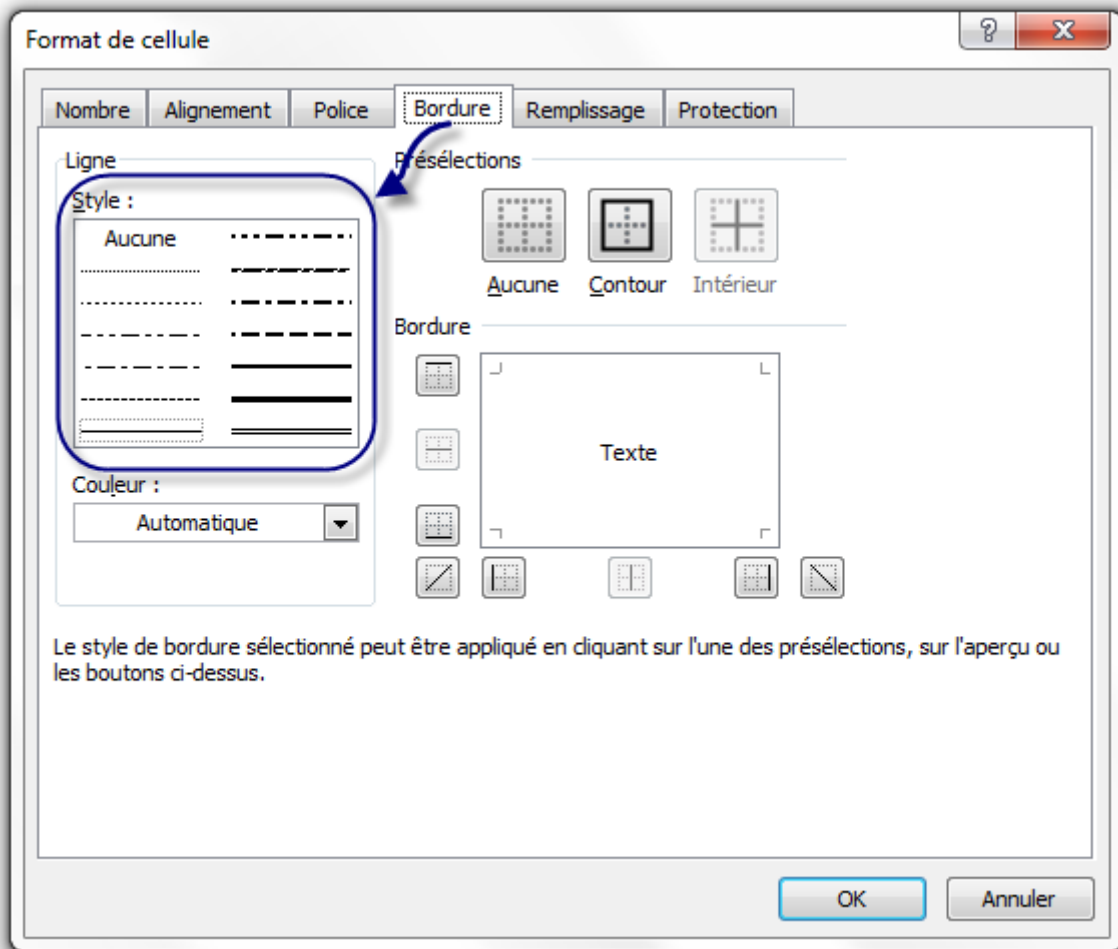 Format de cellule
Nombre Alignement Police Bordure Remplissage Protection
Ligne
Style :
Aucune
Couleur :
Automatique
Présélections
Aucune Contour Intérieur
Bordure
Texte
Le style de bordure sélectionné peut être appliqué en cliquant sur l'une des présélections, sur l'aperçu ou
les boutons ci-dessus.
OK Annuler